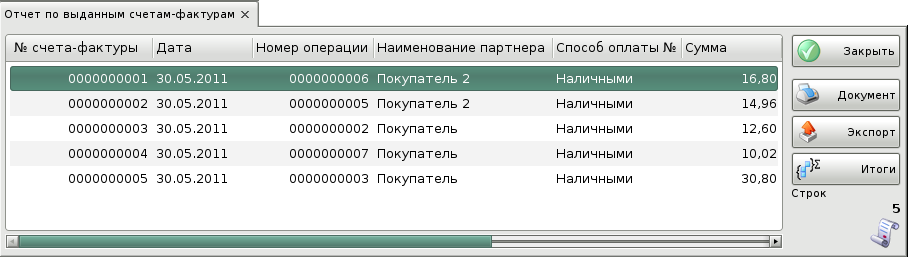 Отчет по выданным счетам-фактурам
№ счета-фактуры Дата Номер операции Наименование партнера Способ оплаты № Сумма
0000000001 30.05.2011 0000000006 Покупатель 2 Наличными 16,80
0000000002 30.05.2011 0000000005 Покупатель 2 Наличными 14,96
0000000003 30.05.2011 0000000002 Покупатель Наличными 12,60
0000000004 30.05.2011 0000000007 Покупатель Наличными 10,02
0000000005 30.05.2011 0000000003 Покупатель Наличными 30,80
Закрыть
Документ
Экспорт
Итоги
Строк
5